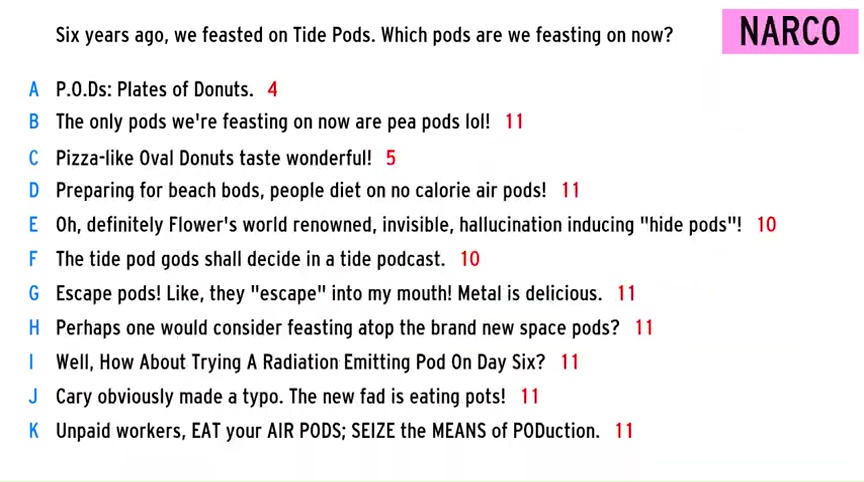 Six years ago, we feasted on Tide Pods. Which pods are we feasting on now?
NARCO
A P.O.Ds: Plates of Donuts. 4
B The only pods we're feasting on now are pea pods lol! 11
C Pizza-like Oval Donuts taste wonderful! 5
D Preparing for beach bods, people diet on no calorie air pods! 11
E Oh, definitely Flower's world renowned, invisible, hallucination inducing "hide pods"! 10
F The tide pod gods shall decide in a tide podcast. 10
G Escape pods! Like, they "escape" into my mouth! Metal is delicious. 11
H Perhaps one would consider feasting atop the brand new space pods? 11
I Well, How About Trying A Radiation Emitting Pod On Day Six? 11
J Cary obviously made a typo. The new fad is eating pots! 11
K Unpaid workers, EAT your AIR PODS; SEIZE the MEANS of PODuction. 11